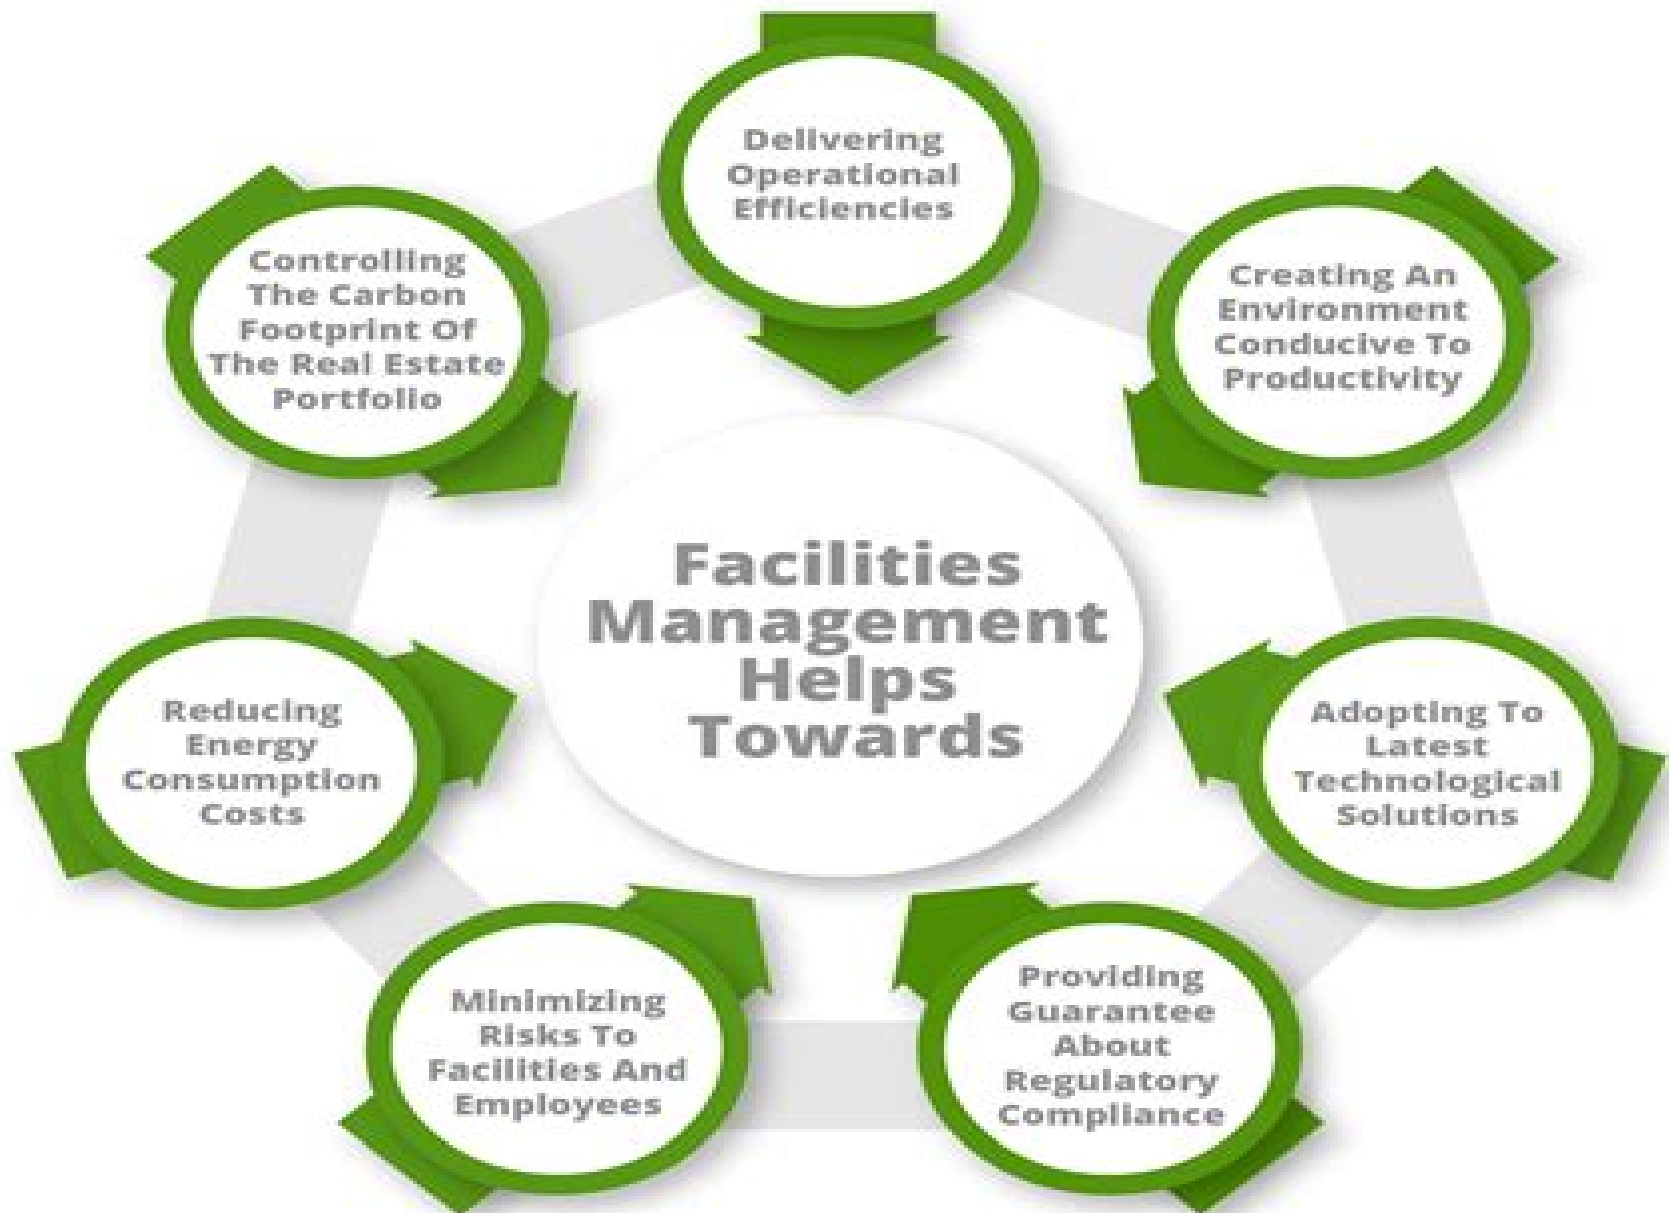 Delivering
Operational
Efficiencies
Creating An
Environment
Conducive To
Productivity
Adopting To
Latest
Technological
Solutions
Providing
Guarantee
About
Regulatory
Compliance
Minimizing
Risks To
Facilities And
Employees
Reducing
Energy
Consumption
Costs
Controlling
The Carbon
Footprint Of
The Real Estate
Portfolio
Facilities
Management
Helps
Towards